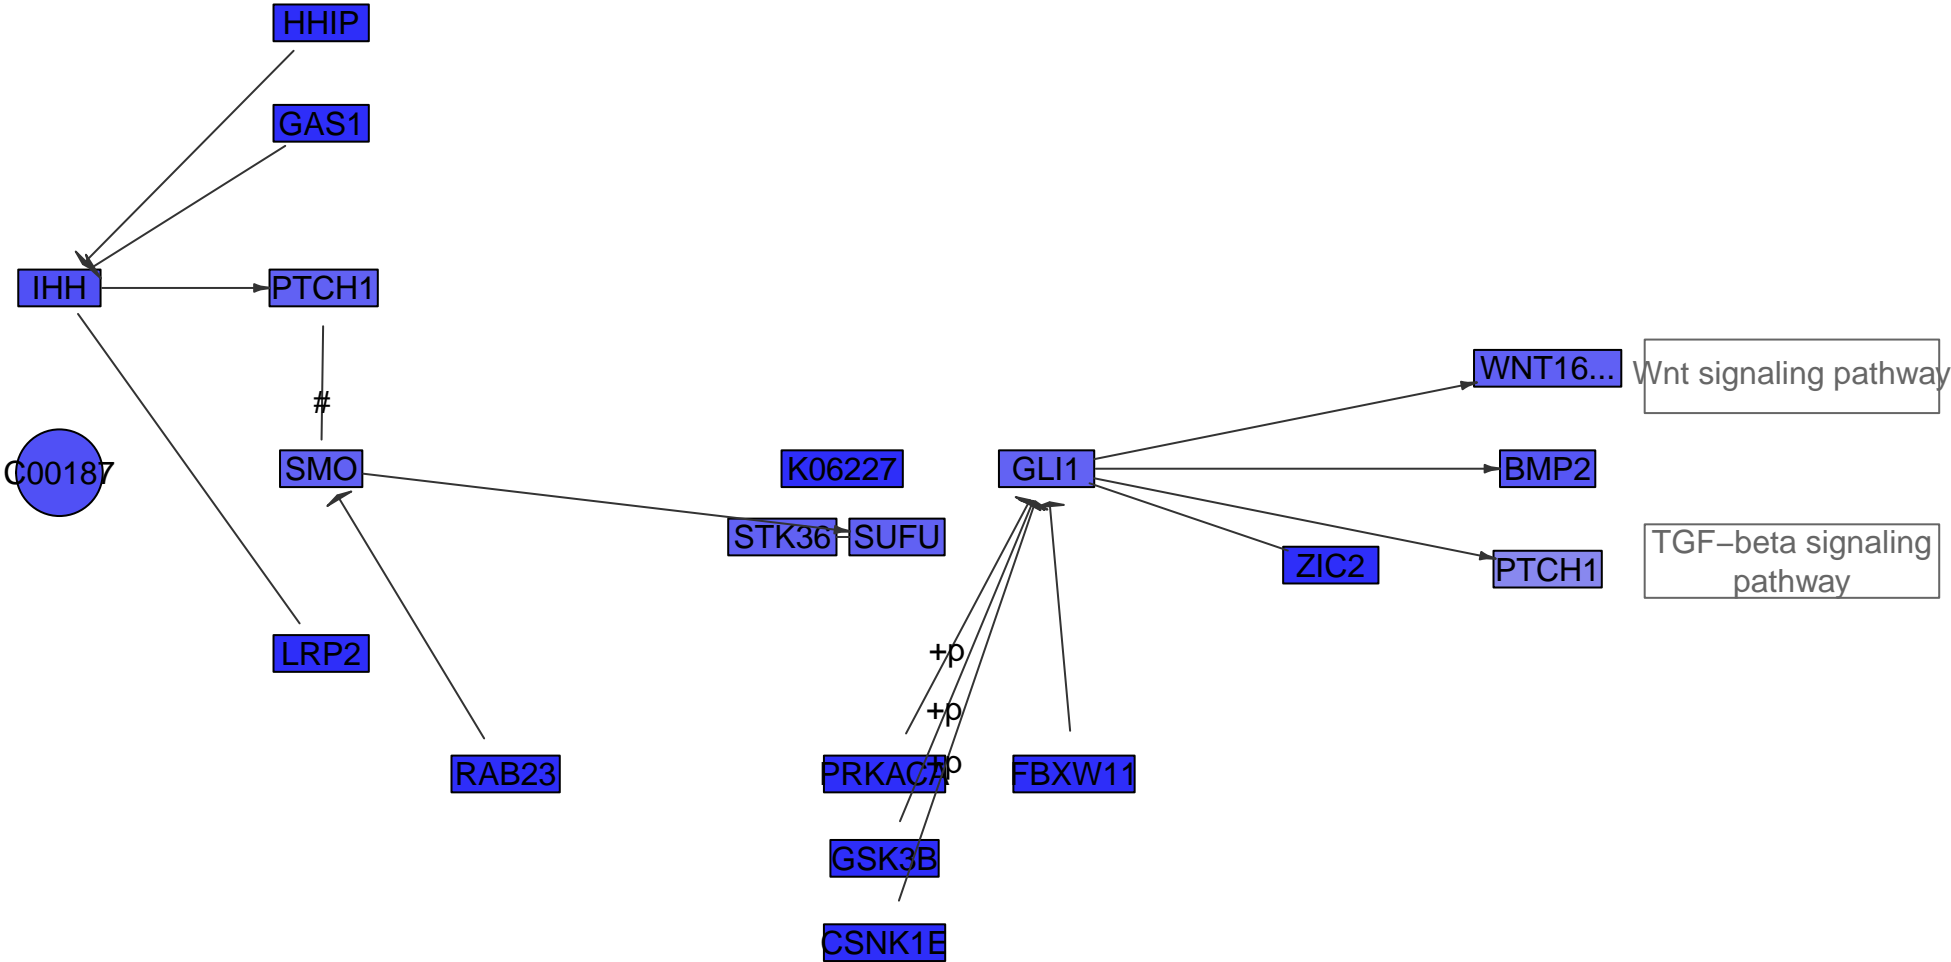 HHIP
GAS1
IHH
PTCH1
WNT16...
Wnt signaling pathway
#
C00187
SMO
K06227
GLI1
BMP2
STK36
SUFU
TGF−beta signaling
pathway
ZIC2
PTCH1
LRP2
+p
+p
+p
RAB23
PRKACA
FBXW11
GSK3B
CSNK1E